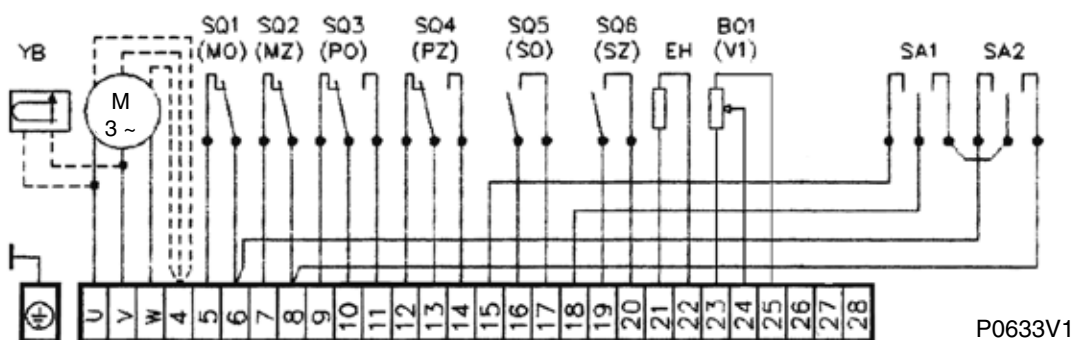 SQ1 SQ2 SQ3 SQ4 SQ5 SQ6 BQ1
YB (MO) (MZ) (PO) (PZ) (SO) (SZ) EH (V1) SA1 SA2
M
3 ~
U V W 4 5 6 7 8 9 10 11 12 13 14 15 16 17 18 19 20 21 22 23 24 25 26 27 28
P0633V1